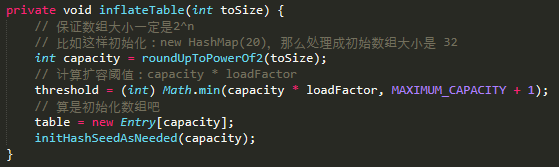 private void inflateTable(int toSize) {
// 保证数组大小一定是2^n
// 比如这样初始化：new HashMap(20)，那么处理成初始数组大小是 32
int capacity = roundUpToPowerOf2(toSize);
// 计算扩容阈值：capacity * loadFactor
threshold = (int) Math.min(capacity * loadFactor, MAXIMUM_CAPACITY + 1);
// 算是初始化数组吧
table = new Entry[capacity];
initHashSeedAsNeeded(capacity);
}